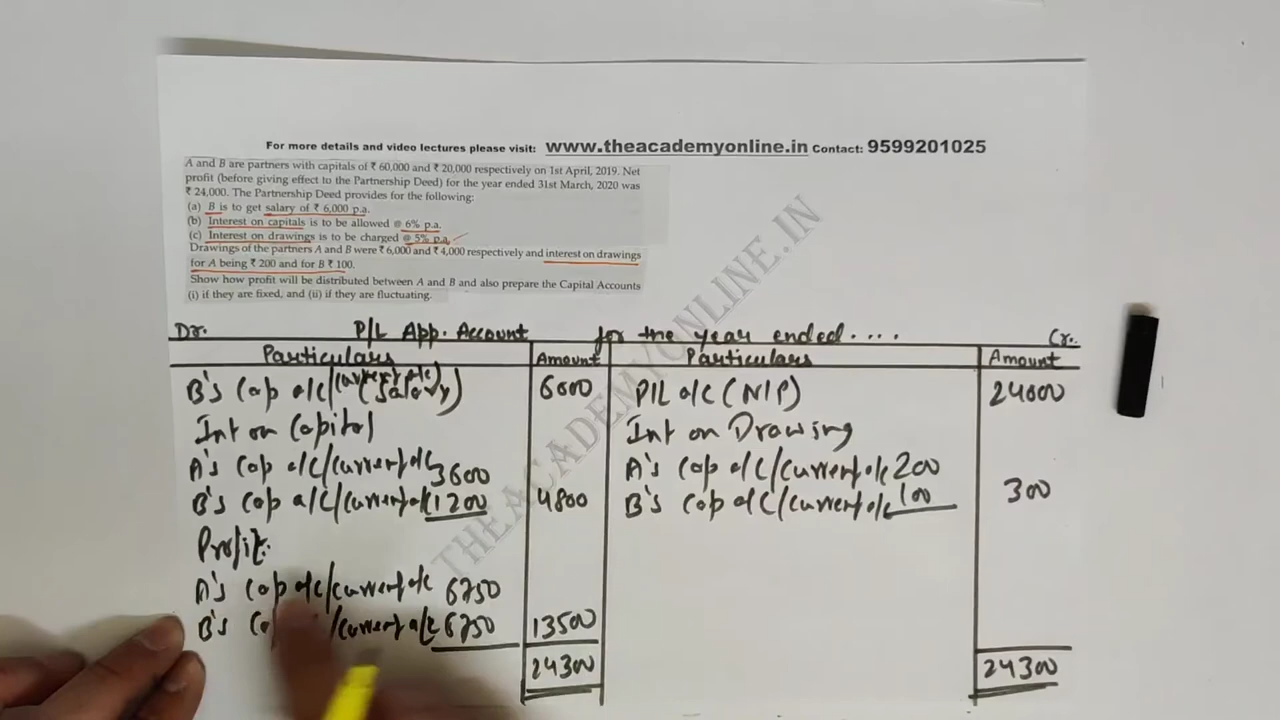 For more details and video lectures please visit: www.theacademyonline.in Contact: 9599201025
A and B are partners with capitals of ₹ 60,000 and ₹ 20,000 respectively on 1st April, 2019. Net
profit (before giving effect to the Partnership Deed) for the year ended 31st March, 2020 was
₹ 24,000. The Partnership Deed provides for the following:
(a) B is to get salary of ₹ 6,000 p.a.
(b) Interest on capitals is to be allowed @ 6% p.a.
(c) Interest on drawings is to be charged @ 5% p.a.
Drawings of the partners A and B were ₹ 6,000 and ₹ 4,000 respectively and interest on drawings
for A being ₹ 200 and for B ₹ 100.
Show how profit will be distributed between A and B and also prepare the Capital Accounts
(i) if they are fixed, and (ii) if they are fluctuating.
THEACADEMYONLINE.IN
Dr. P/L App. Account for the year ended.... Cr.
Particulars Amount Particulars Amount
B's Cap a/c/current a/c (Salary) 6000 P/L a/c (N/P) 24000
Int on Capital Int on Drawing
A's Cap a/c/current a/c 3600 A's Cap a/c/current a/c 200
B's Cap a/c/current a/c 1200 4800 B's Cap a/c/current a/c 100 300
Profit:
A's Cap a/c/current a/c 6750
B's /current a/c 6750 13500
24300 24300